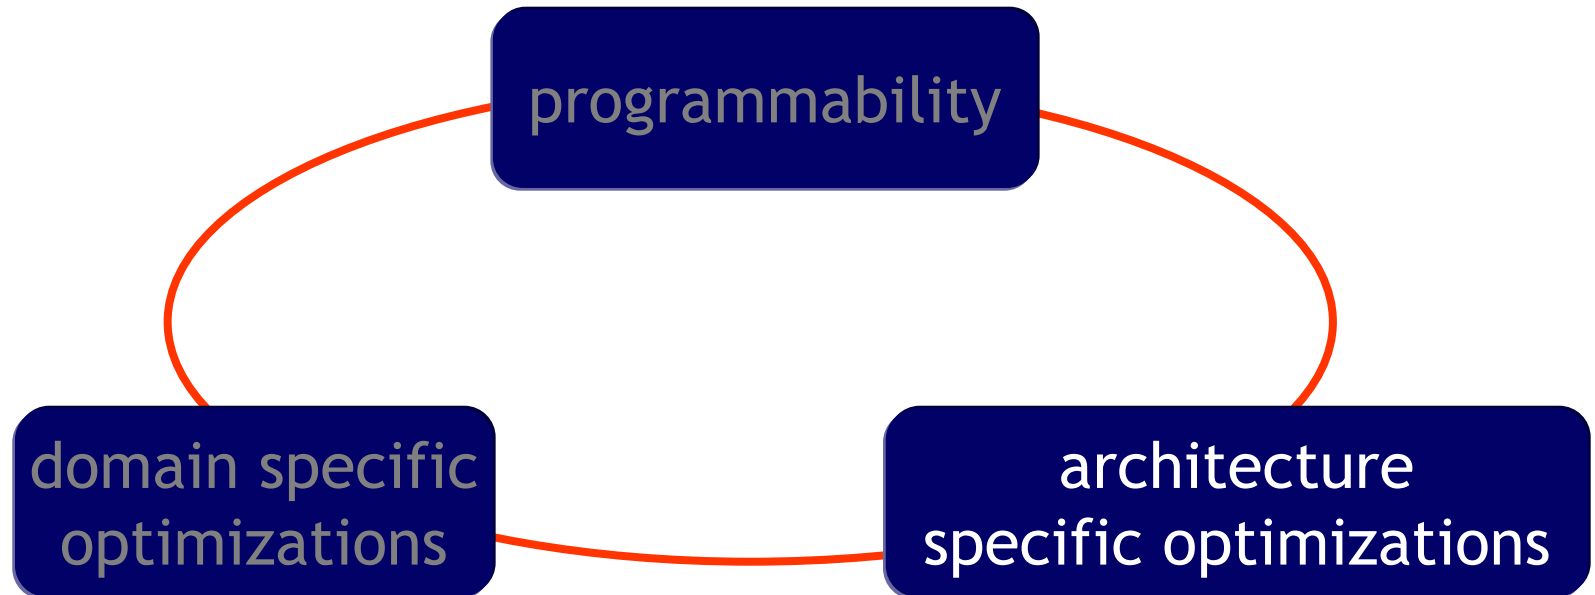 programmability
domain specific
optimizations
architecture
specific optimizations